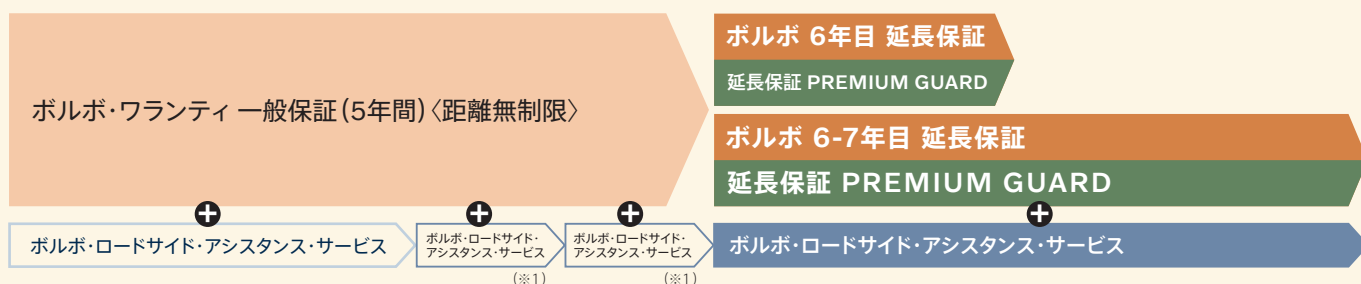 ボルボ・ワランティ 一般保証(5年間)〈距離無制限〉
ボルボ 6年目 延長保証
延長保証 PREMIUM GUARD
ボルボ 6-7年目 延長保証
延長保証 PREMIUM GUARD
ボルボ・ロードサイド・アシスタンス・サービス
ボルボ・ロードサイド・
アシスタンス・サービス
(※1)
ボルボ・ロードサイド・
アシスタンス・サービス
(※1)
ボルボ・ロードサイド・アシスタンス・サービス